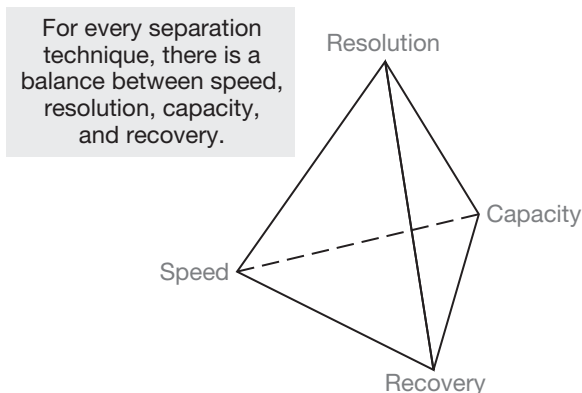 For every separation
technique, there is a
balance between speed,
resolution, capacity,
and recovery.
Resolution
Capacity
Speed
Recovery